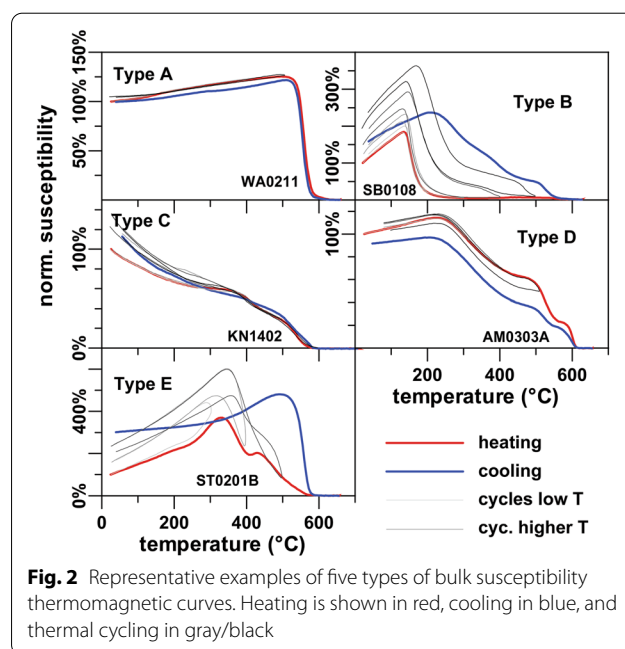 150%
Type A
100%
50%
WA0211
norm. susceptibility
300%
Type B
100%
SB0108
Type C
100%
0%
KN1402
100%
Type D
AM0303A
200 400 600
temperature (°C)
Type E
400%
0%
ST0201B
0 200 400 600
temperature (°C)
heating
cooling
cycles low T
cyc. higher T
Fig. 2 Representative examples of five types of bulk susceptibility
thermomagnetic curves. Heating is shown in red, cooling in blue, and
thermal cycling in gray/black